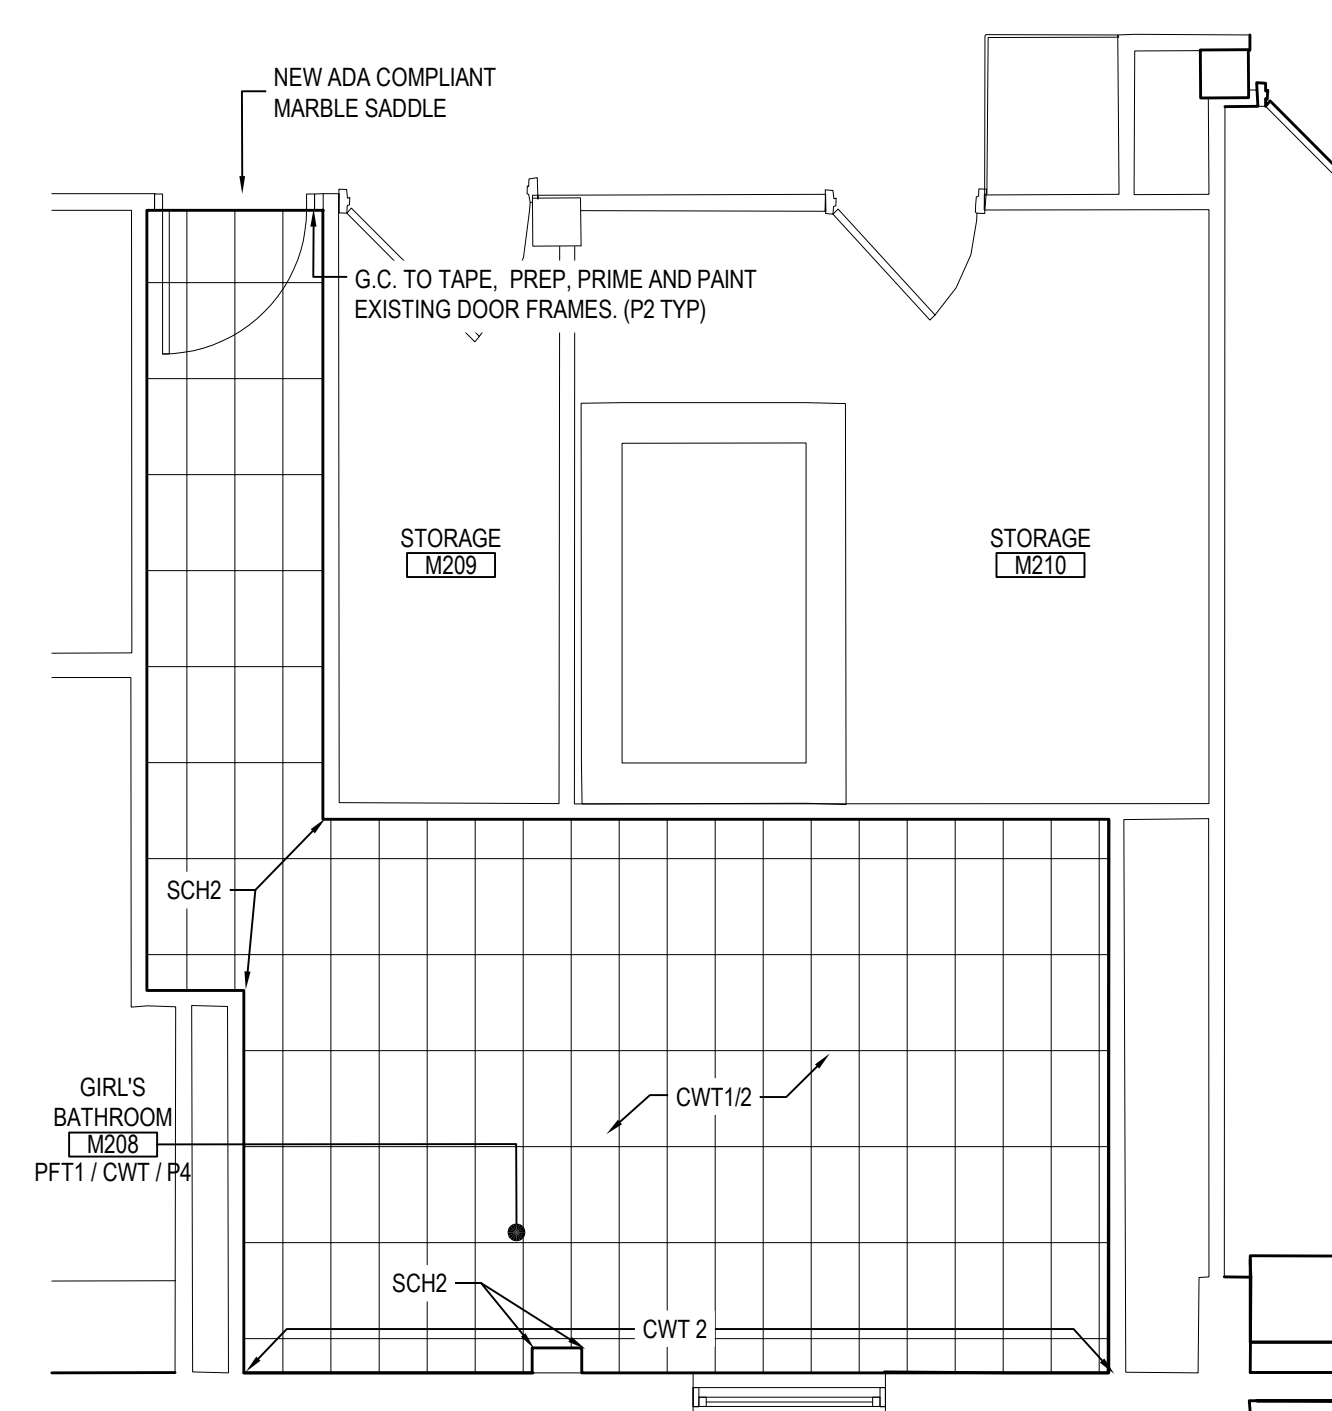 NEW ADA COMPLIANT
MARBLE SADDLE
G.C. TO TAPE, PREP, PRIME AND PAINT
EXISTING DOOR FRAMES. (P2 TYP)
STORAGE
M209
STORAGE
M210
SCH2
GIRL'S
BATHROOM
M208
PFT1 / CWT / P4
CWT1/2
SCH2
CWT 2